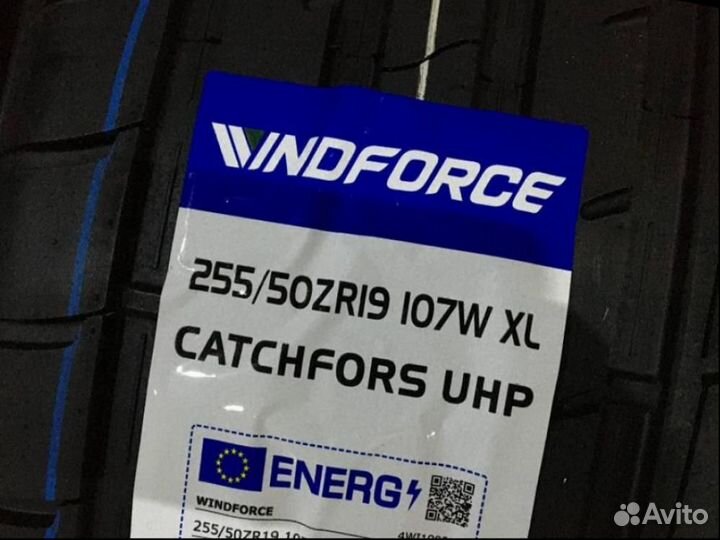 WINDFORCE
255/50ZR19 107W XL
CATCHFORS UHP
ENERG
WINDFORCE
255/50ZR19
Avito